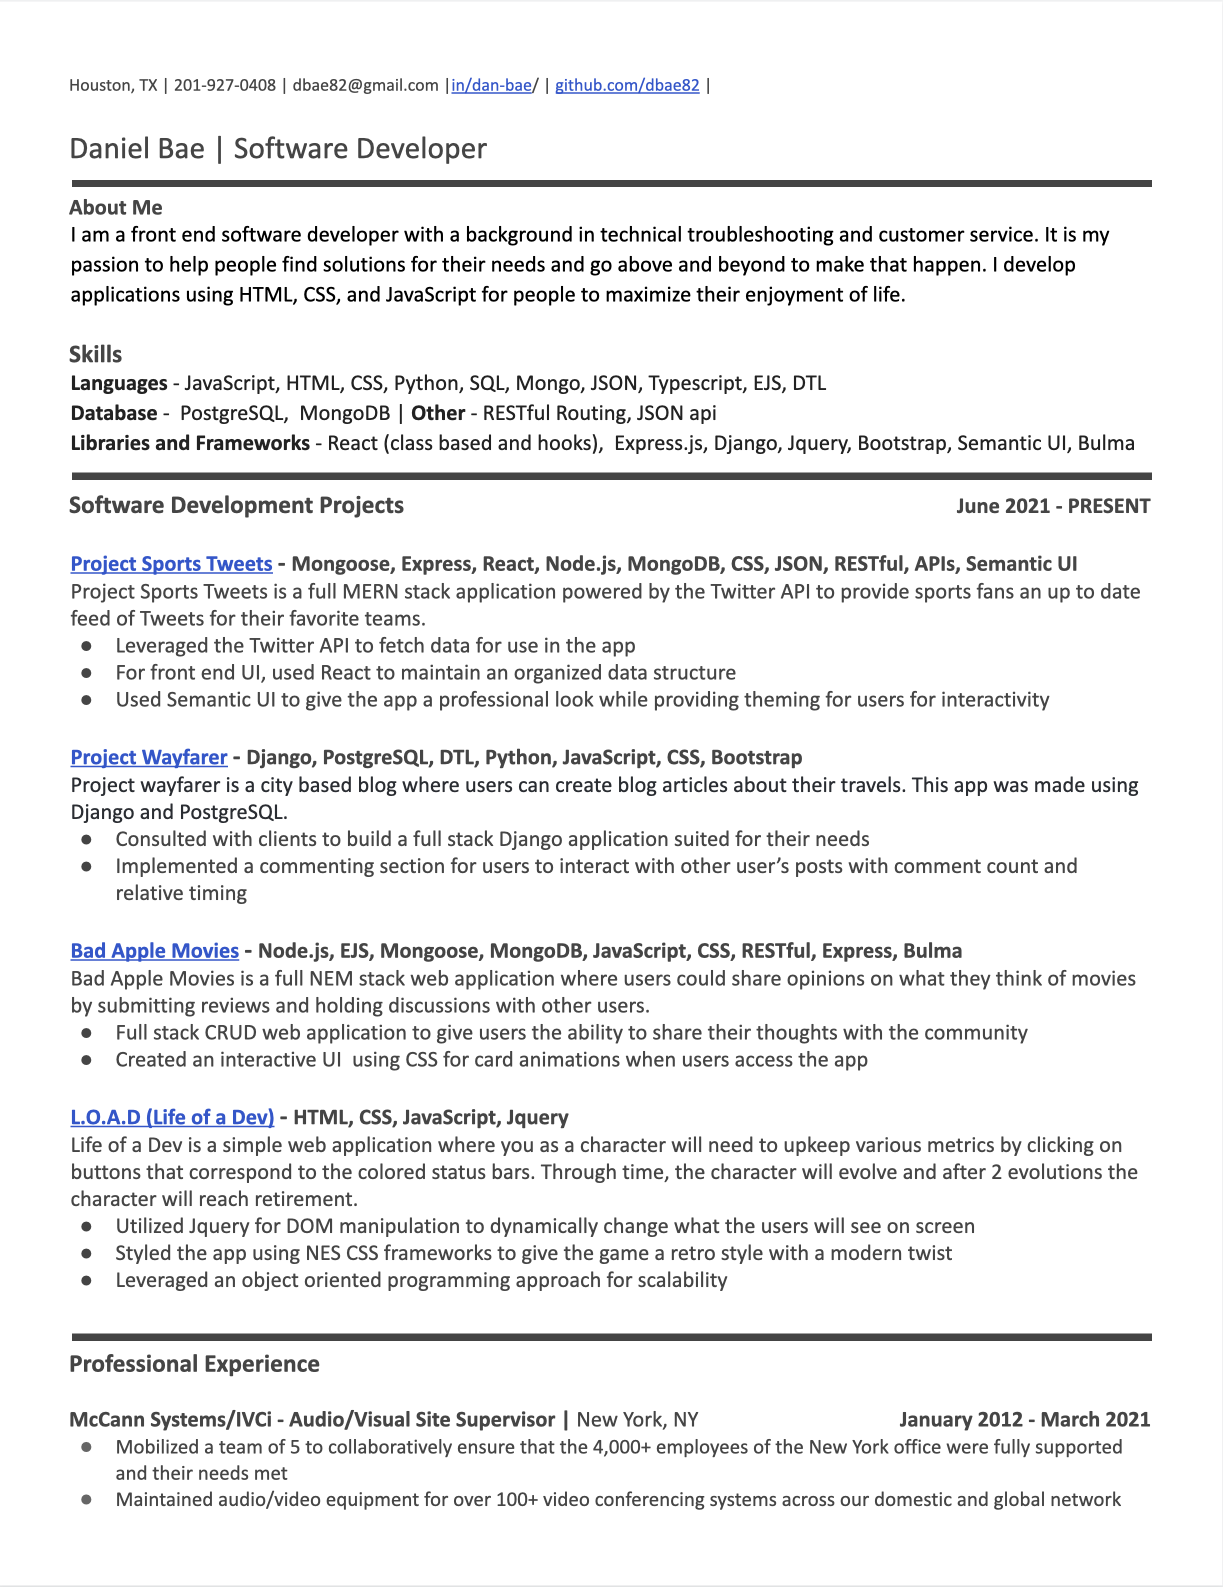 Houston, TX | 201-927-0408 | dbae82@gmail.com |in/dan-bae/ | github.com/dbae82 |
Daniel Bae | Software Developer
About Me
I am a front end software developer with a background in technical troubleshooting and customer service. It is my
passion to help people find solutions for their needs and go above and beyond to make that happen. I develop
applications using HTML, CSS, and JavaScript for people to maximize their enjoyment of life.
Skills
Languages - JavaScript, HTML, CSS, Python, SQL, Mongo, JSON, Typescript, EJS, DTL
Database -  PostgreSQL,  MongoDB | Other - RESTful Routing, JSON api
Libraries and Frameworks - React (class based and hooks),  Express.js, Django, Jquery, Bootstrap, Semantic UI, Bulma
Software Development Projects June 2021 - PRESENT
Project Sports Tweets - Mongoose, Express, React, Node.js, MongoDB, CSS, JSON, RESTful, APIs, Semantic UI
Project Sports Tweets is a full MERN stack application powered by the Twitter API to provide sports fans an up to date
feed of Tweets for their favorite teams.
● Leveraged the Twitter API to fetch data for use in the app
● For front end UI, used React to maintain an organized data structure
● Used Semantic UI to give the app a professional look while providing theming for users for interactivity
Project Wayfarer - Django, PostgreSQL, DTL, Python, JavaScript, CSS, Bootstrap
Project wayfarer is a city based blog where users can create blog articles about their travels. This app was made using
Django and PostgreSQL.
● Consulted with clients to build a full stack Django application suited for their needs
● Implemented a commenting section for users to interact with other user’s posts with comment count and
relative timing
Bad Apple Movies - Node.js, EJS, Mongoose, MongoDB, JavaScript, CSS, RESTful, Express, Bulma
Bad Apple Movies is a full NEM stack web application where users could share opinions on what they think of movies
by submitting reviews and holding discussions with other users.
● Full stack CRUD web application to give users the ability to share their thoughts with the community
● Created an interactive UI  using CSS for card animations when users access the app
L.O.A.D (Life of a Dev) - HTML, CSS, JavaScript, Jquery
Life of a Dev is a simple web application where you as a character will need to upkeep various metrics by clicking on
buttons that correspond to the colored status bars. Through time, the character will evolve and after 2 evolutions the
character will reach retirement.
● Utilized Jquery for DOM manipulation to dynamically change what the users will see on screen
● Styled the app using NES CSS frameworks to give the game a retro style with a modern twist
● Leveraged an object oriented programming approach for scalability
Professional Experience
McCann Systems/IVCi - Audio/Visual Site Supervisor | New York, NY January 2012 - March 2021
● Mobilized a team of 5 to collaboratively ensure that the 4,000+ employees of the New York office were fully supported
and their needs met
● Maintained audio/video equipment for over 100+ video conferencing systems across our domestic and global network